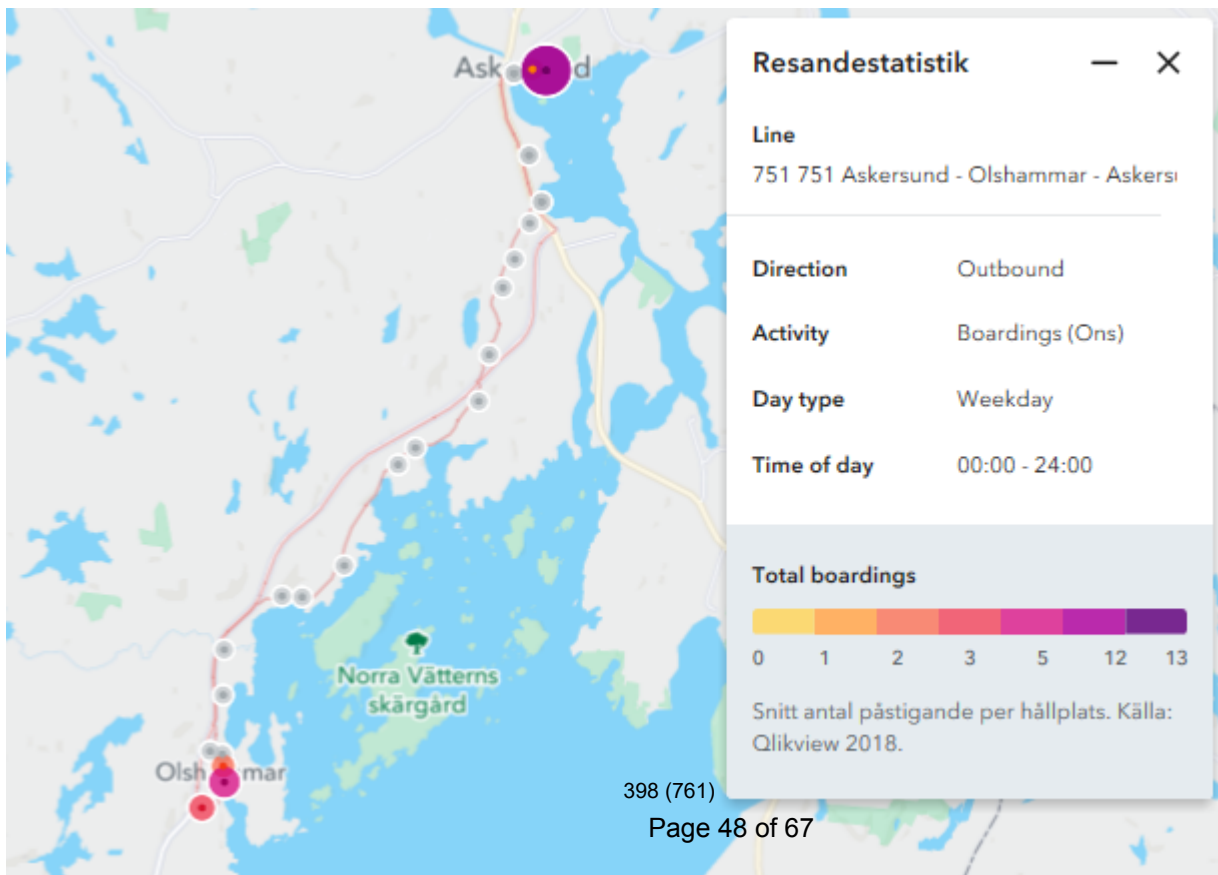 Resandestatistik
Line
751 751 Askersund - Olshammar - Askers
Direction Outbound
Activity Boardings (Ons)
Day type Weekday
Time of day 00:00 - 24:00
Total boardings
0 1 2 3 5 12 13
Snitt antal påstigande per hållplats. Källa:
Qlikview 2018.
Ask d
Norra Vätterns
skärgård
Olsh mar
398 (761)
Page 48 of 67